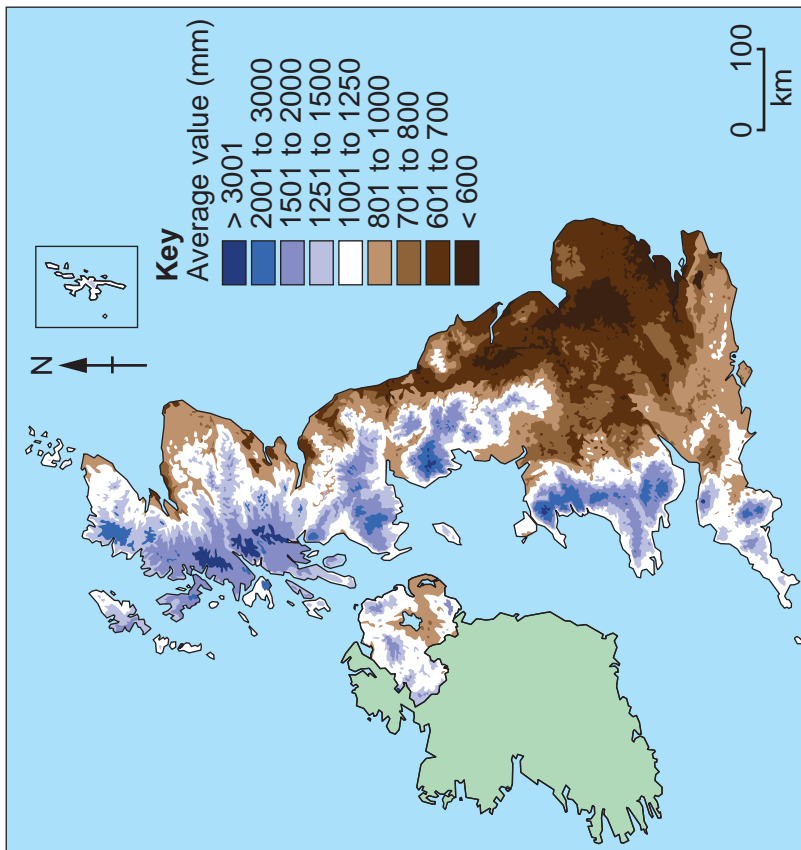 N
Key
Average value (mm)
> 3001
2001 to 3000
1501 to 2000
1251 to 1500
1001 to 1250
801 to 1000
701 to 800
601 to 700
< 600
0 100
km